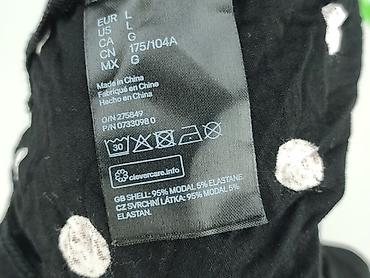 EUR L
US L
CA G
CN 175/104A
MX G
Made in China
Fabriqué en Chine
Hecho en China
O/N 275849
P/N 0733098 0
30
clevercare.info
GB SHELL: 95% MODAL 5% ELASTANE
CZ SVRCHNÍ LÁTKA: 95% MODAL 5%
ELASTAN.